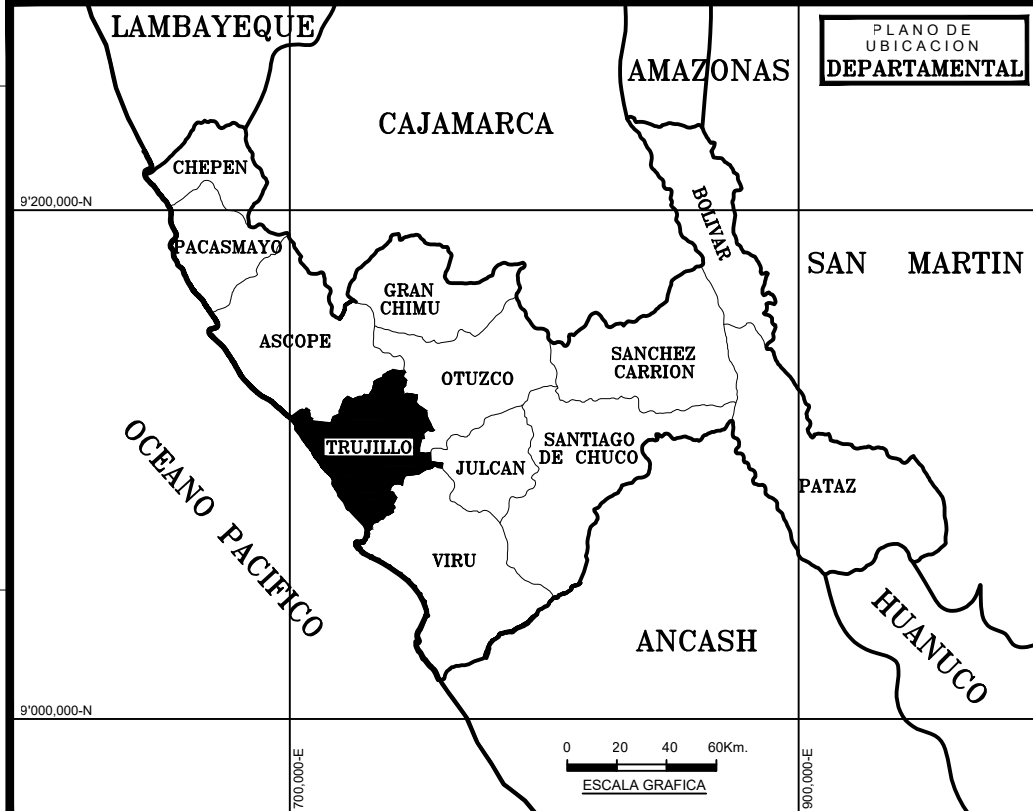 LAMBAYEQUE
PLANO DE
UBICACION
DEPARTAMENTAL
AMAZONAS
CAJAMARCA
CHEPEN
9'200,000-N
BOLIVAR
PACASMAYO
SAN MARTIN
GRAN
CHIMU
ASCOPE
SANCHEZ
CARRION
OTUZCO
TRUJILLO
SANTIAGO
DE CHUCO
JULCAN
OCEANO PACIFICO
PATAZ
VIRU
HUANUCO
ANCASH
9'000,000-N
0 20 40 60Km.
ESCALA GRAFICA
700,000-E
900,000-E